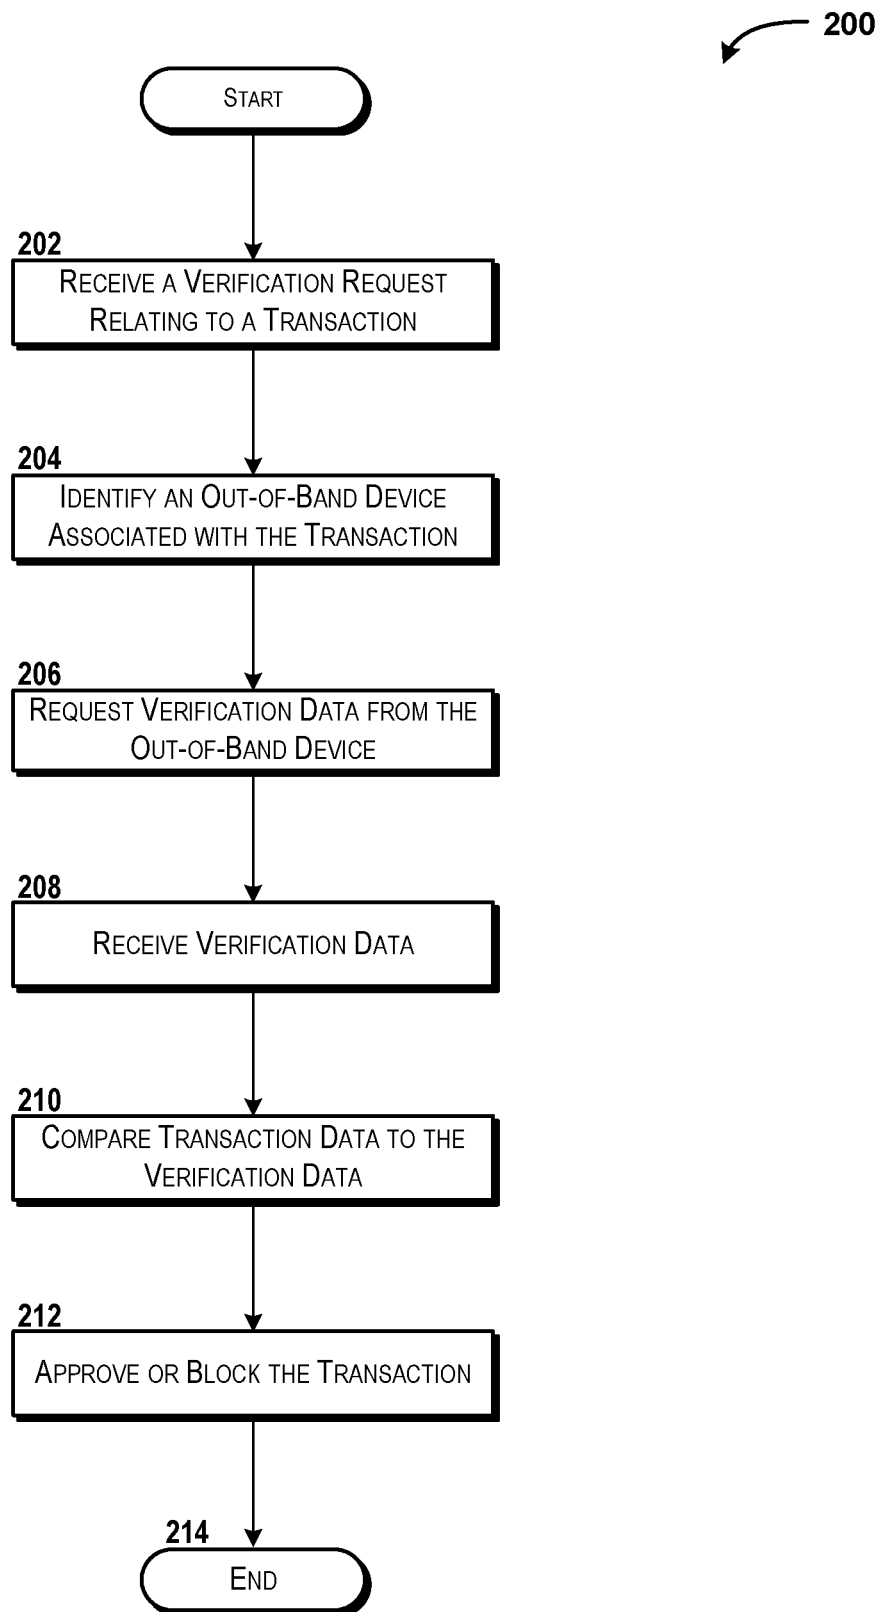 200
START
202
RECEIVE A VERIFICATION REQUEST
RELATING TO A TRANSACTION
204
IDENTIFY AN OUT-OF-BAND DEVICE
ASSOCIATED WITH THE TRANSACTION
206
REQUEST VERIFICATION DATA FROM THE
OUT-OF-BAND DEVICE
208
RECEIVE VERIFICATION DATA
210
COMPARE TRANSACTION DATA TO THE
VERIFICATION DATA
212
APPROVE OR BLOCK THE TRANSACTION
214
END